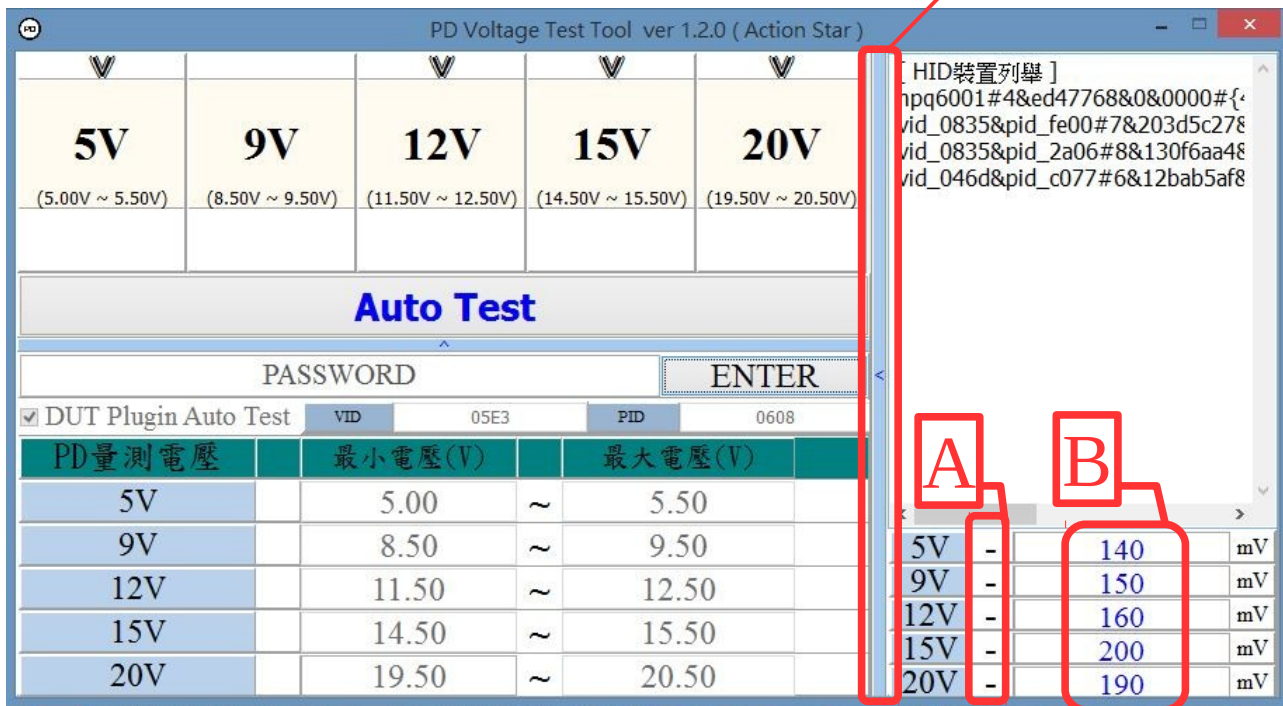 PD Voltage Test Tool ver 1.2.0 ( Action Star )
5V 9V 12V 15V 20V
(5.00V ~ 5.50V) (8.50V ~ 9.50V) (11.50V ~ 12.50V) (14.50V ~ 15.50V) (19.50V ~ 20.50V)
Auto Test
PASSWORD ENTER
DUT Plugin Auto Test VID 05E3 PID 0608
PD量測電壓 最小電壓(V) 最大電壓(V)
5V 5.00 ~ 5.50
9V 8.50 ~ 9.50
12V 11.50 ~ 12.50
15V 14.50 ~ 15.50
20V 19.50 ~ 20.50
[ HID裝置列舉 ]
npq6001#4&ed47768&0&0000#{4
vid_0835&pid_fe00#7&203d5c27&
vid_0835&pid_2a06#8&130f6aa4&
vid_046d&pid_c077#6&12bab5af&
A B
5V - 140 mV
9V - 150 mV
12V - 160 mV
15V - 200 mV
20V - 190 mV